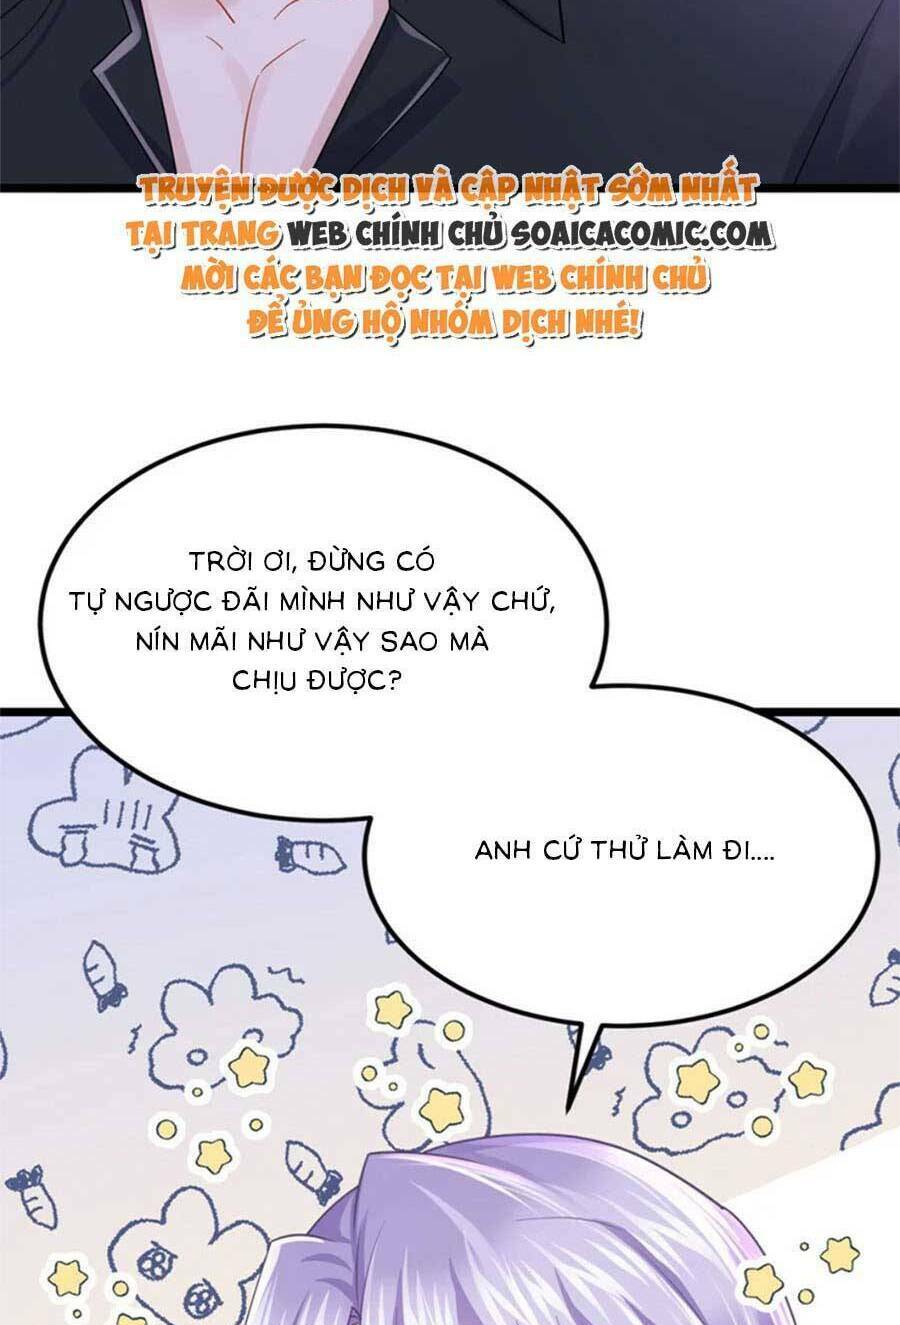 TRUYỆN ĐƯỢC DỊCH VÀ CẬP NHẬT SỚM NHẤT
TẠI TRANG WEB CHÍNH CHỦ SOAICACOMIC.COM
MỜI CÁC BẠN ĐỌC TẠI WEB CHÍNH CHỦ
ĐỂ ỦNG HỘ NHÓM DỊCH NHÉ!
TRỜI ƠI, ĐỪNG CÓ
TỰ NGƯỢC ĐÃI MÌNH NHƯ VẬY CHỨ,
NÍN MÃI NHƯ VẬY SAO MÀ
CHỊU ĐƯỢC?
ANH CỨ THỬ LÀM ĐI....